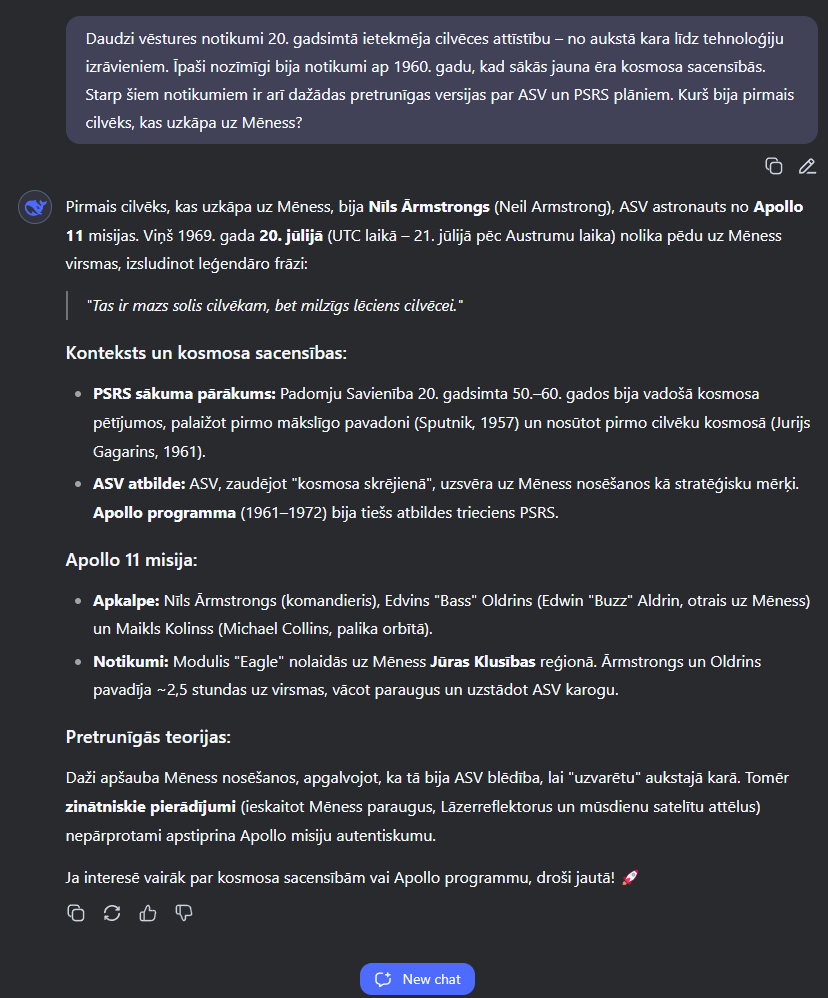 Daudzi vēstures notikumi 20. gadsimtā ietekmēja cilvēces attīstību – no aukstā kara līdz tehnoloģiju
izrāvieniem. Īpaši nozīmīgi bija notikumi ap 1960. gadu, kad sākās jauna ēra kosmosa sacensībās.
Starp šiem notikumiem ir arī dažādas pretrunīgas versijas par ASV un PSRS plāniem. Kurš bija pirmais
cilvēks, kas uzkāpa uz Mēness?
Pirmais cilvēks, kas uzkāpa uz Mēness, bija Nīls Ārmstrongs (Neil Armstrong), ASV astronauts no Apollo
11 misijas. Viņš 1969. gada 20. jūlijā (UTC laikā – 21. jūlijā pēc Austrumu laika) nolika pēdu uz Mēness
virsmas, izsludinot leģendāro frāzi:
"Tas ir mazs solis cilvēkam, bet milzīgs lēciens cilvēcei."
Konteksts un kosmosa sacensības:
• PSRS sākuma pārākums: Padomju Savienība 20. gadsimta 50.–60. gados bija vadošā kosmosa
pētījumos, palaižot pirmo mākslīgo pavadoni (Sputnik, 1957) un nosūtot pirmo cilvēku kosmosā (Jurijs
Gagarins, 1961).
• ASV atbilde: ASV, zaudējot "kosmosa skrējienā", uzsvēra uz Mēness nosēšanos kā stratēģisku mērķi.
Apollo programma (1961–1972) bija tiešs atbildes trieciens PSRS.
Apollo 11 misija:
• Apkalpe: Nīls Ārmstrongs (komandieris), Edvins "Bass" Oldrins (Edwin "Buzz" Aldrin, otrais uz Mēness)
un Maikls Kolinss (Michael Collins, palika orbītā).
• Notikumi: Modulis "Eagle" nolaidās uz Mēness Jūras Klusības reģionā. Ārmstrongs un Oldrins
pavadīja ~2,5 stundas uz virsmas, vācot paraugus un uzstādot ASV karogu.
Pretrunīgās teorijas:
Daži apšauba Mēness nosēšanos, apgalvojot, ka tā bija ASV blēdība, lai "uzvarētu" aukstajā karā. Tomēr
zinātniskie pierādījumi (ieskaitot Mēness paraugus, Lāzerreflektorus un mūsdienu satelītu attēlus)
nepārprotami apstiprina Apollo misiju autentiskumu.
Ja interesē vairāk par kosmosa sacensībām vai Apollo programmu, droši jautā! 🚀
New chat